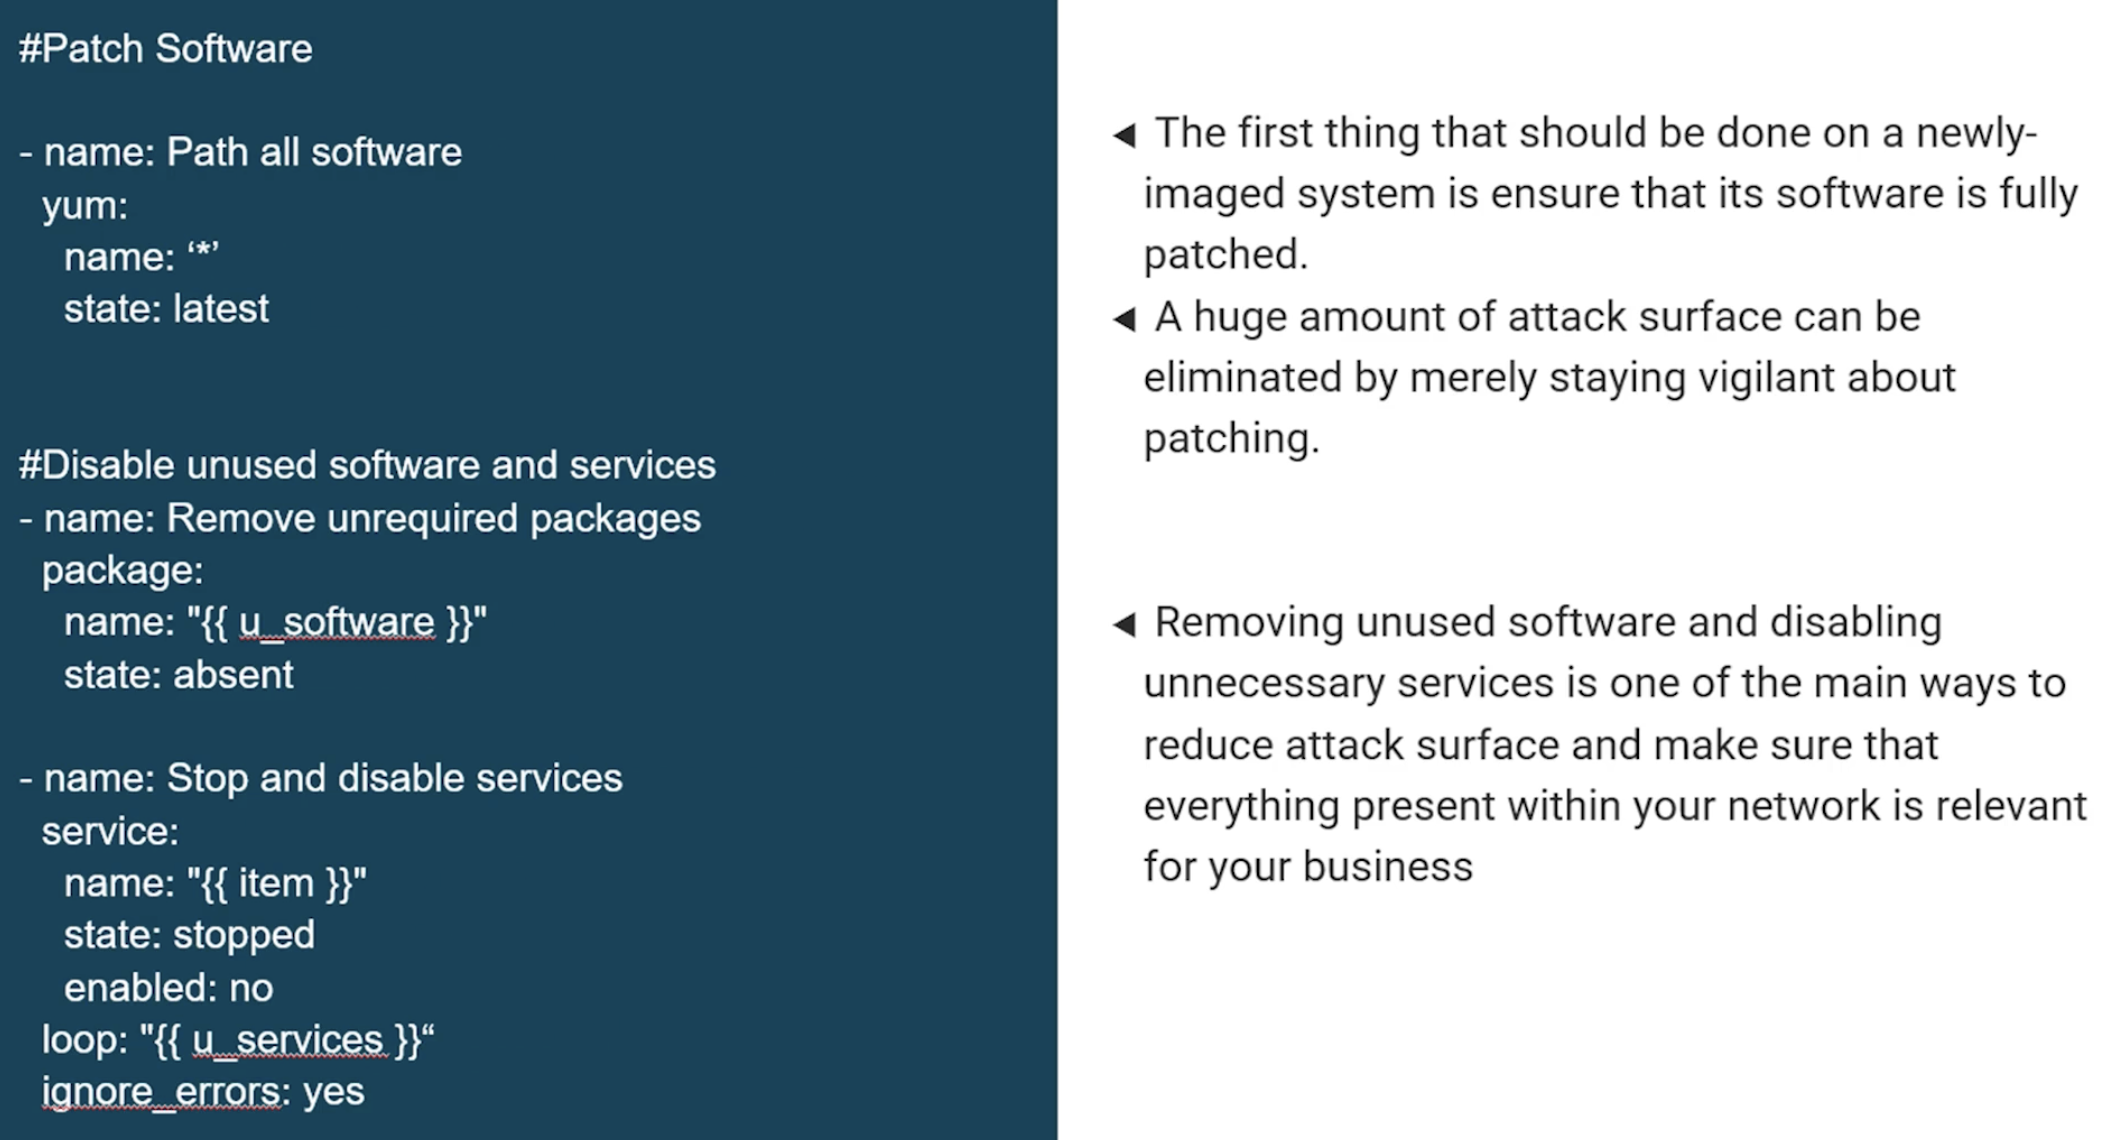 #Patch Software
- name: Path all software
yum:
name: ‘*’
state: latest
#Disable unused software and services
- name: Remove unrequired packages
package:
name: "{{ u_software }}"
state: absent
- name: Stop and disable services
service:
name: "{{ item }}"
state: stopped
enabled: no
loop: "{{ u_services }}“
ignore_errors: yes
◄ The first thing that should be done on a newly-
imaged system is ensure that its software is fully
patched.
◄ A huge amount of attack surface can be
eliminated by merely staying vigilant about
patching.
◄ Removing unused software and disabling
unnecessary services is one of the main ways to
reduce attack surface and make sure that
everything present within your network is relevant
for your business